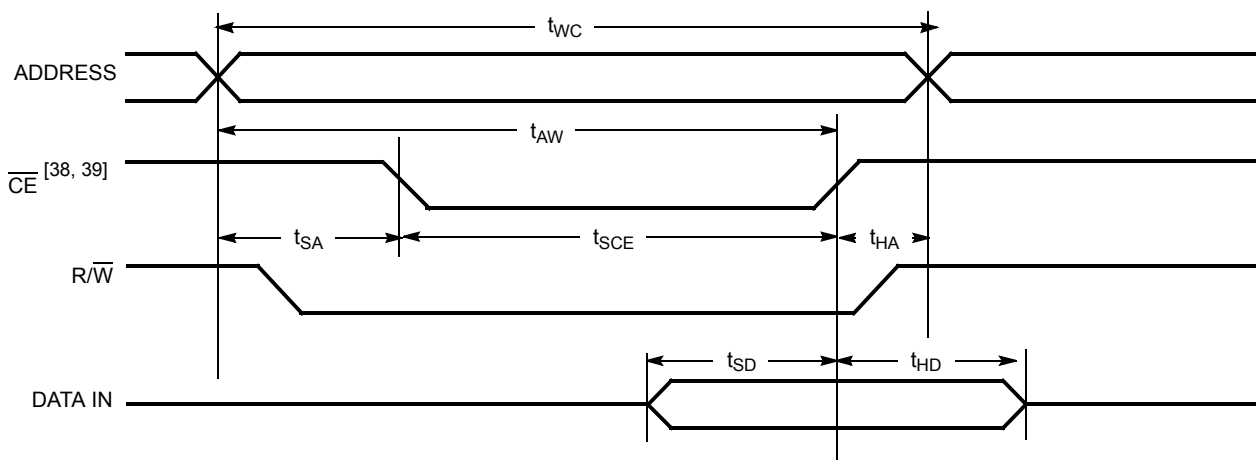 tWC
ADDRESS
tAW
CE [38, 39]
tSA
tSCE
tHA
R/W
tSD
tHD
DATA IN